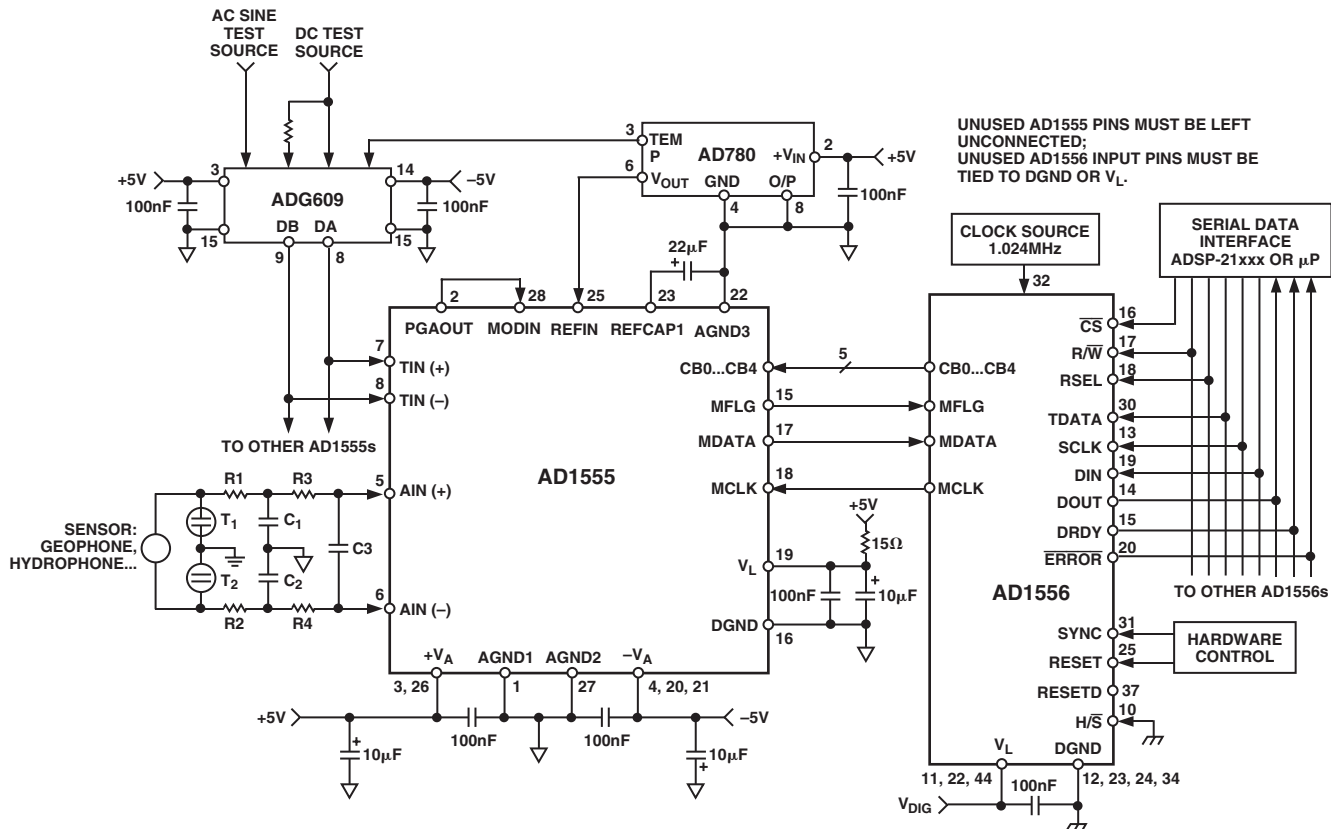 AC SINE
TEST
SOURCE
DC TEST
SOURCE
3
14
+5V
–5V
100nF
ADG609
100nF
15
DB
DA
15
9
8
3
TEM
P
6
VOUT
AD780
+VIN
2
+5V
GND
O/P
4
8
100nF
22µF
+
UNUSED AD1555 PINS MUST BE LEFT
UNCONNECTED;
UNUSED AD1556 INPUT PINS MUST BE
TIED TO DGND OR VL.
CLOCK SOURCE
1.024MHz
32
SERIAL DATA
INTERFACE
ADSP-21xxx OR µP
2
28
25
23
22
PGAOUT
MODIN
REFIN
REFCAP1
AGND3
7
TIN (+)
8
TIN (–)
TO OTHER AD1555s
AD1555
CB0...CB4
5
CB0...CB4
MFLG
15
MFLG
MDATA
17
MDATA
MCLK
18
MCLK
R1
R3
5
AIN (+)
SENSOR:
GEOPHONE,
HYDROPHONE...
T1
C1
C3
T2
C2
R2
R4
6
AIN (–)
+5V
15Ω
VL
19
100nF
+
10µF
DGND
16
+VA
AGND1
AGND2
–VA
3, 26
1
27
4, 20, 21
+5V
–5V
+
10µF
100nF
100nF
10µF
+
AD1556
CS
16
R/W
17
RSEL
18
TDATA
30
SCLK
13
DIN
19
DOUT
14
DRDY
15
ERROR
20
TO OTHER AD1556s
SYNC
31
RESET
25
HARDWARE
CONTROL
RESETD
37
H/S
10
VL
DGND
11, 22, 44
12, 23, 24, 34
100nF
VDIG